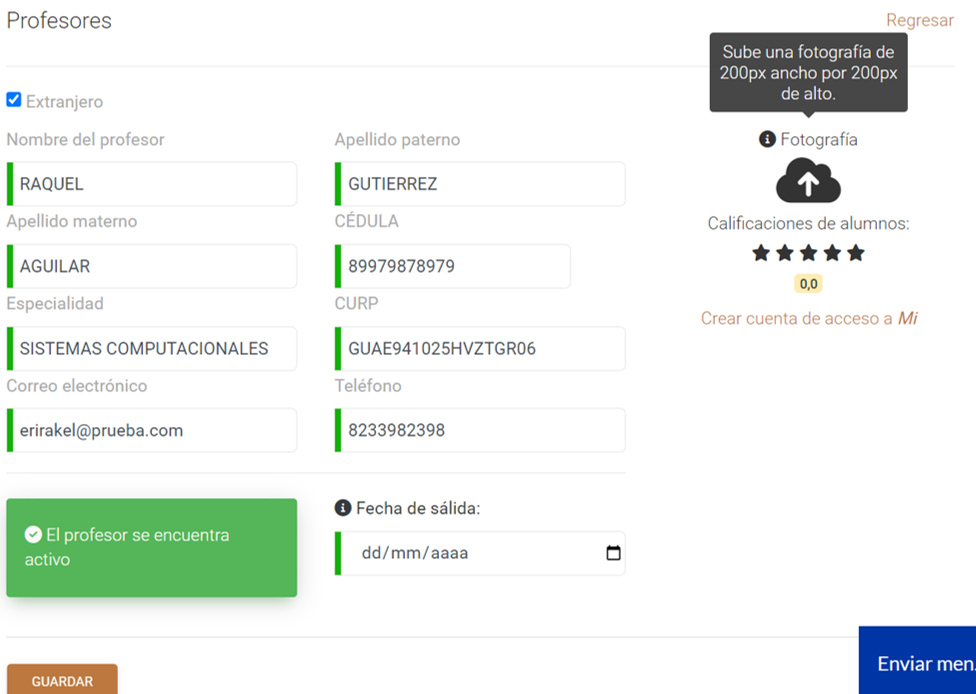 Profesores
Regresar
Sube una fotografía de
200px ancho por 200px
de alto.
Extranjero
Nombre del profesor
Apellido paterno
Fotografía
RAQUEL
GUTIERREZ
Apellido materno
CÉDULA
Calificaciones de alumnos:
AGUILAR
89979878979
0,0
Especialidad
CURP
Crear cuenta de acceso a Mi
SISTEMAS COMPUTACIONALES
GUAE941025HVZTGR06
Correo electrónico
Teléfono
erirakel@prueba.com
8233982398
Fecha de sálida:
El profesor se encuentra
activo
dd/mm/aaaa
GUARDAR
Enviar men.